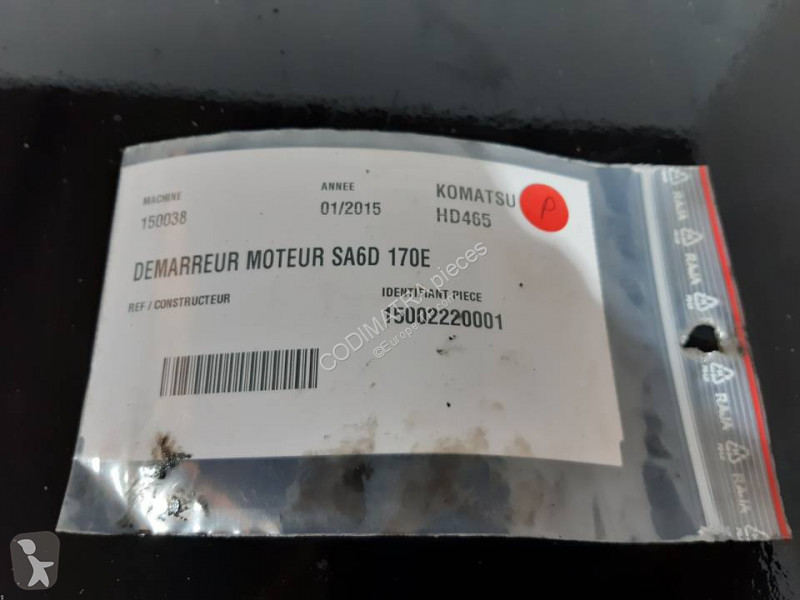 MACHINE
150038
ANNEE
01/2015
KOMATSU
HD465
P
DEMARREUR MOTEUR SA6D 170E
REF / CONSTRUCTEUR
IDENTIFIANT PIECE
15002220001
CODIMATRA pieces
RAJA
RAJA
RAJA
RAJA
RAJA